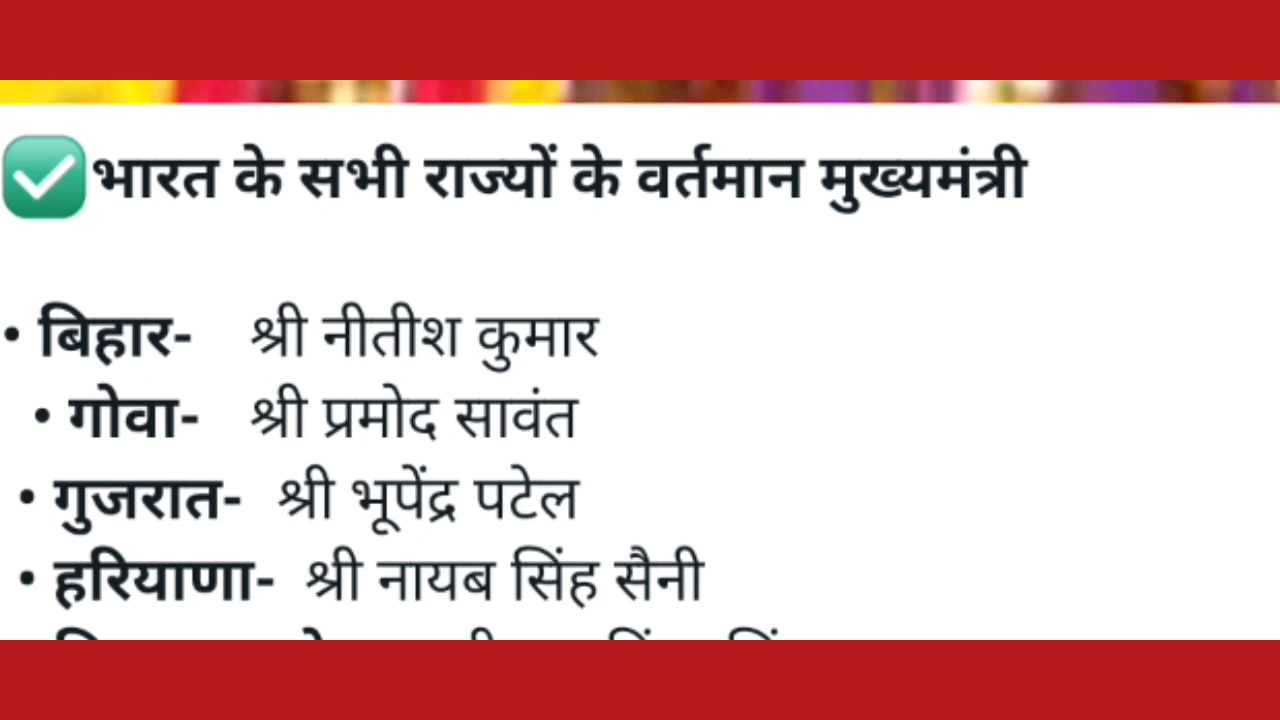 ✅भारत के सभी राज्यों के वर्तमान मुख्यमंत्री
• बिहार- श्री नीतीश कुमार
• गोवा- श्री प्रमोद सावंत
• गुजरात- श्री भूपेंद्र पटेल
• हरियाणा- श्री नायब सिंह सैनी